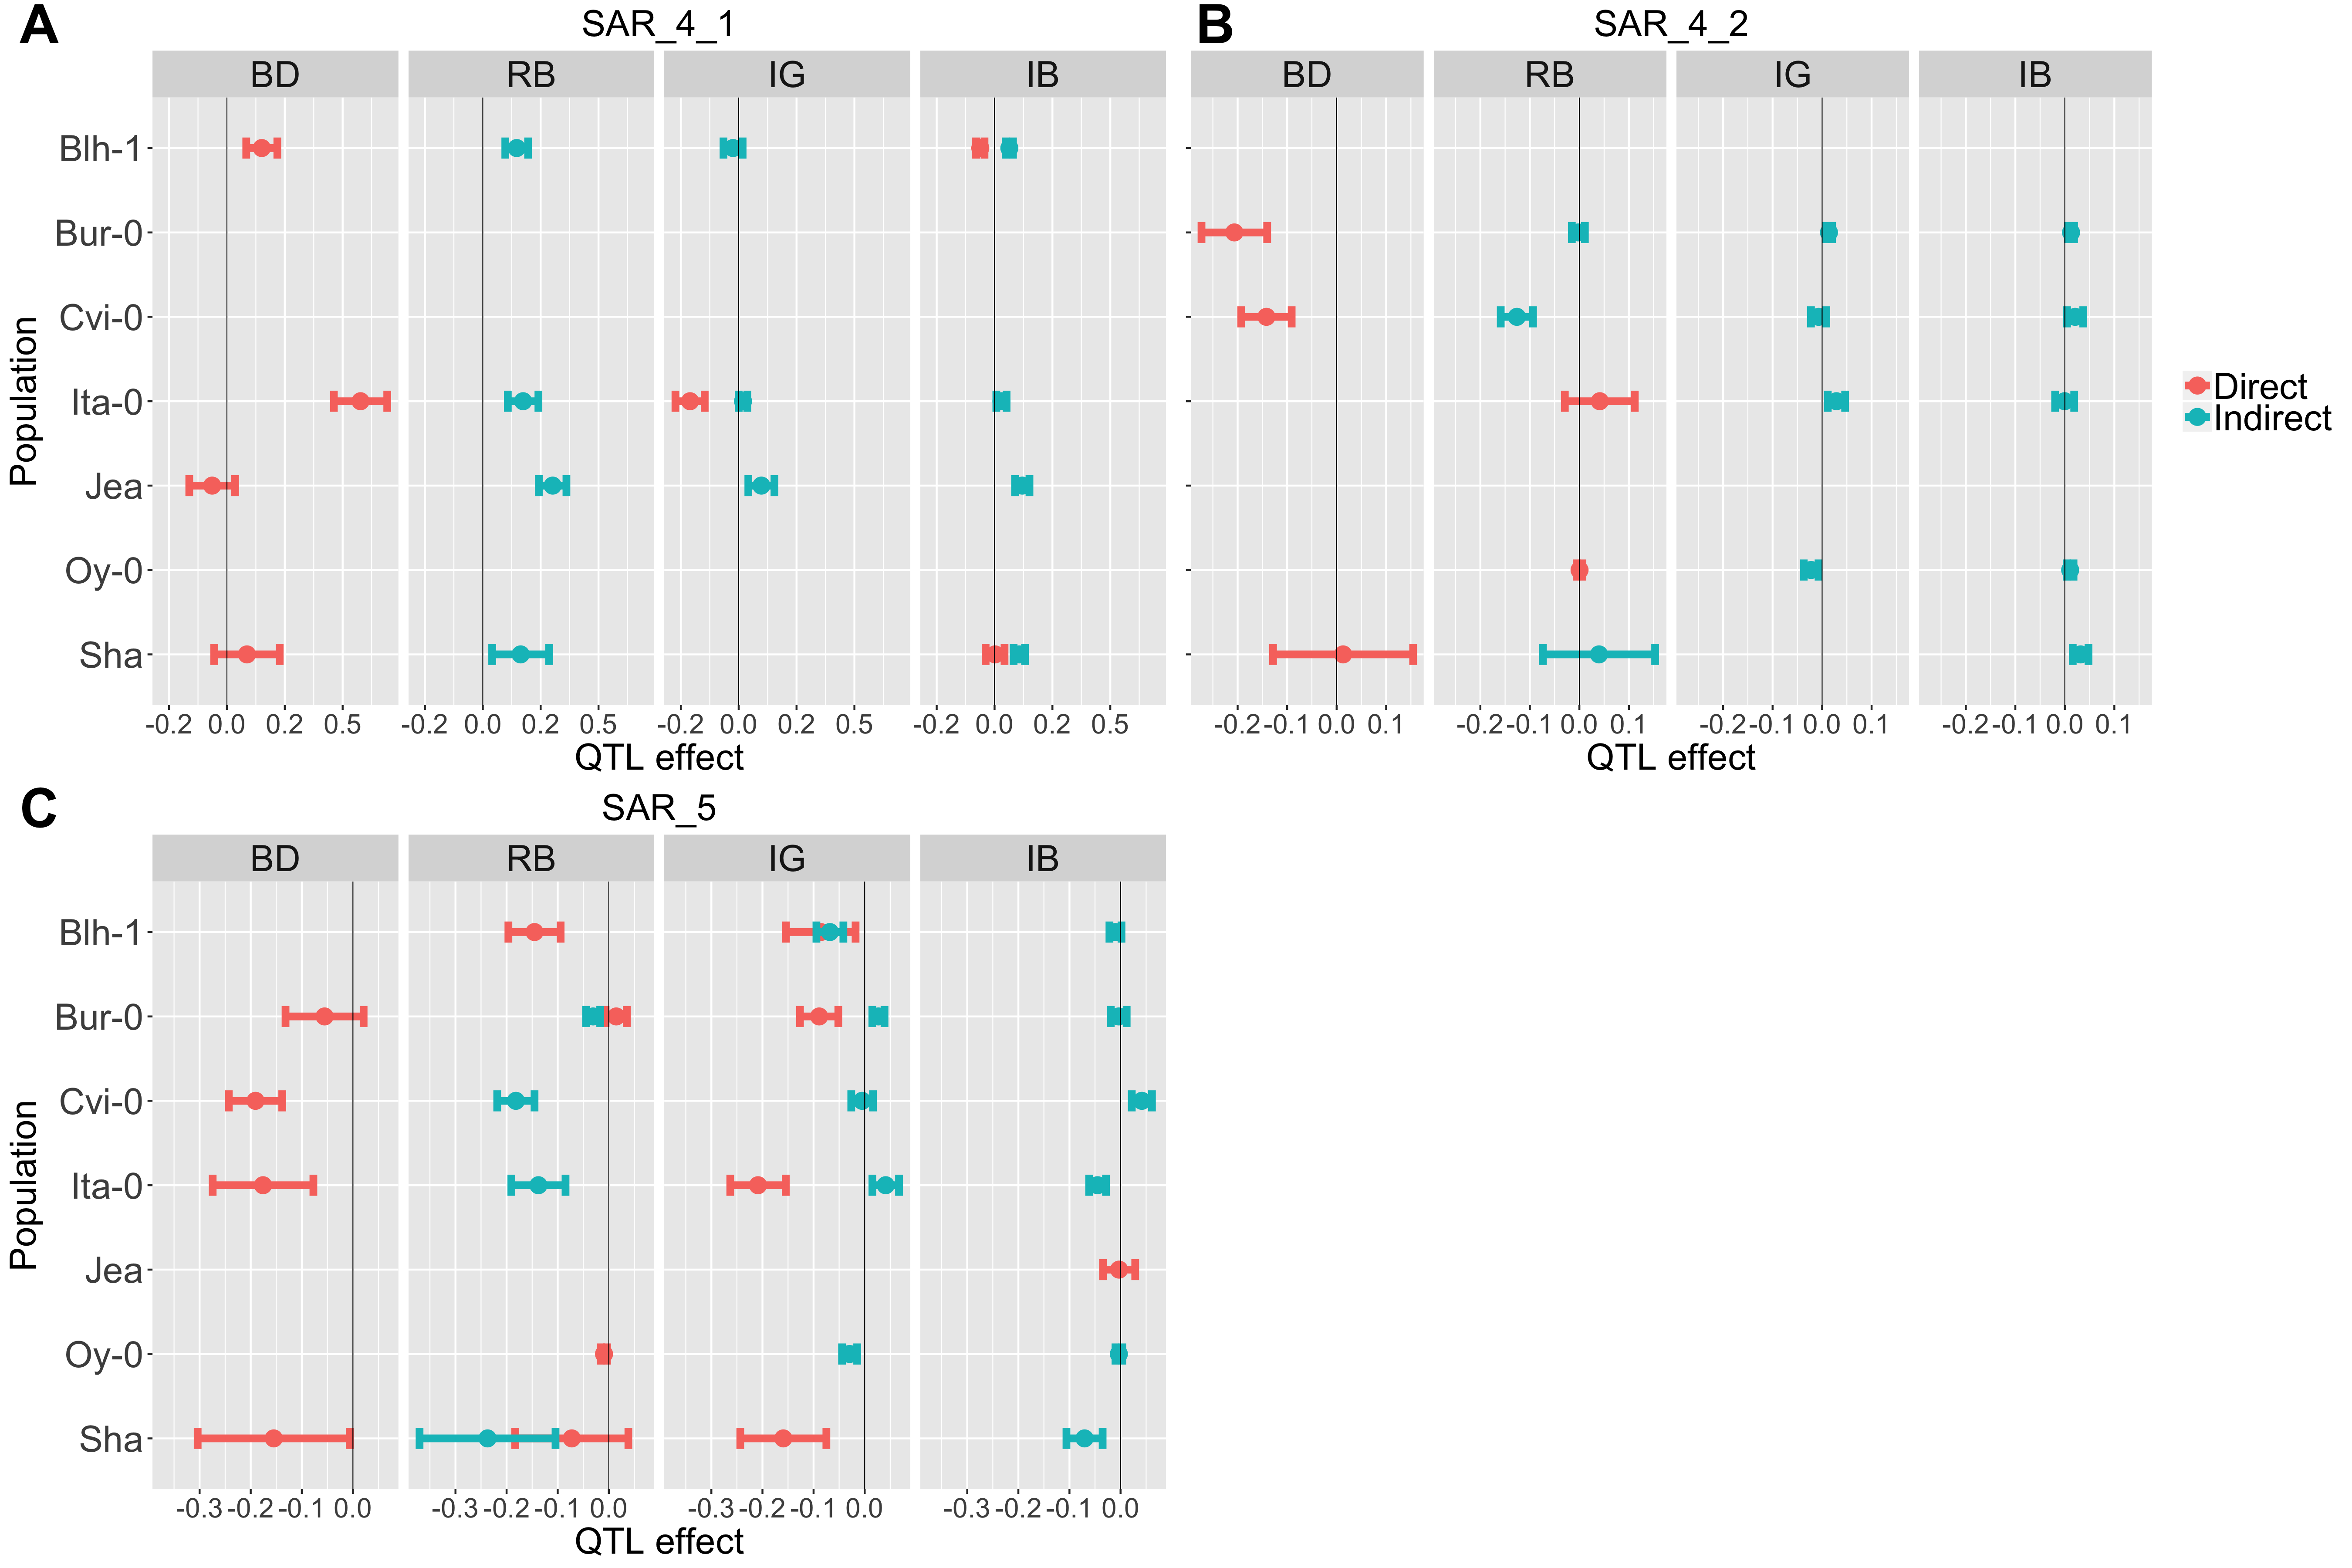 A SAR_4_1
BD RB IG IB
Blh-1
Bur-0
Cvi-0
Ita-0
Jea
Oy-0
Sha
Population
-0.2 0.0 0.2 0.5 -0.2 0.0 0.2 0.5 -0.2 0.0 0.2 0.5 -0.2 0.0 0.2 0.5
QTL effect
B SAR_4_2
BD RB IG IB
-0.2 -0.1 0.0 0.1 -0.2 -0.1 0.0 0.1 -0.2 -0.1 0.0 0.1 -0.2 -0.1 0.0 0.1
QTL effect
Direct
Indirect
C SAR_5
BD RB IG IB
Blh-1
Bur-0
Cvi-0
Ita-0
Jea
Oy-0
Sha
Population
-0.3 -0.2 -0.1 0.0 -0.3 -0.2 -0.1 0.0 -0.3 -0.2 -0.1 0.0 -0.3 -0.2 -0.1 0.0
QTL effect